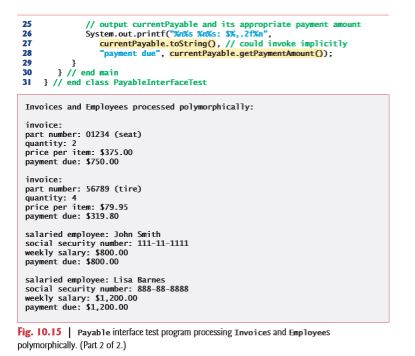 25 // output currentPayable and its appropriate payment amount
26 System.out.printf("%n%s %n%s: $%,.2f%n",
27 currentPayable.toString(), // could invoke implicitly
28 "payment due", currentPayable.getPaymentAmount());
29 }
30 } // end main
31 } // end class PayableInterfaceTest
Invoices and Employees processed polymorphically:
invoice:
part number: 01234 (seat)
quantity: 2
price per item: $375.00
payment due: $750.00
invoice:
part number: 56789 (tire)
quantity: 4
price per item: $79.95
payment due: $319.80
salaried employee: John Smith
social security number: 111-11-1111
weekly salary: $800.00
payment due: $800.00
salaried employee: Lisa Barnes
social security number: 888-88-8888
weekly salary: $1,200.00
payment due: $1,200.00
Fig. 10.15 | Payable interface test program processing Invoices and Employees
polymorphically. (Part 2 of 2.)